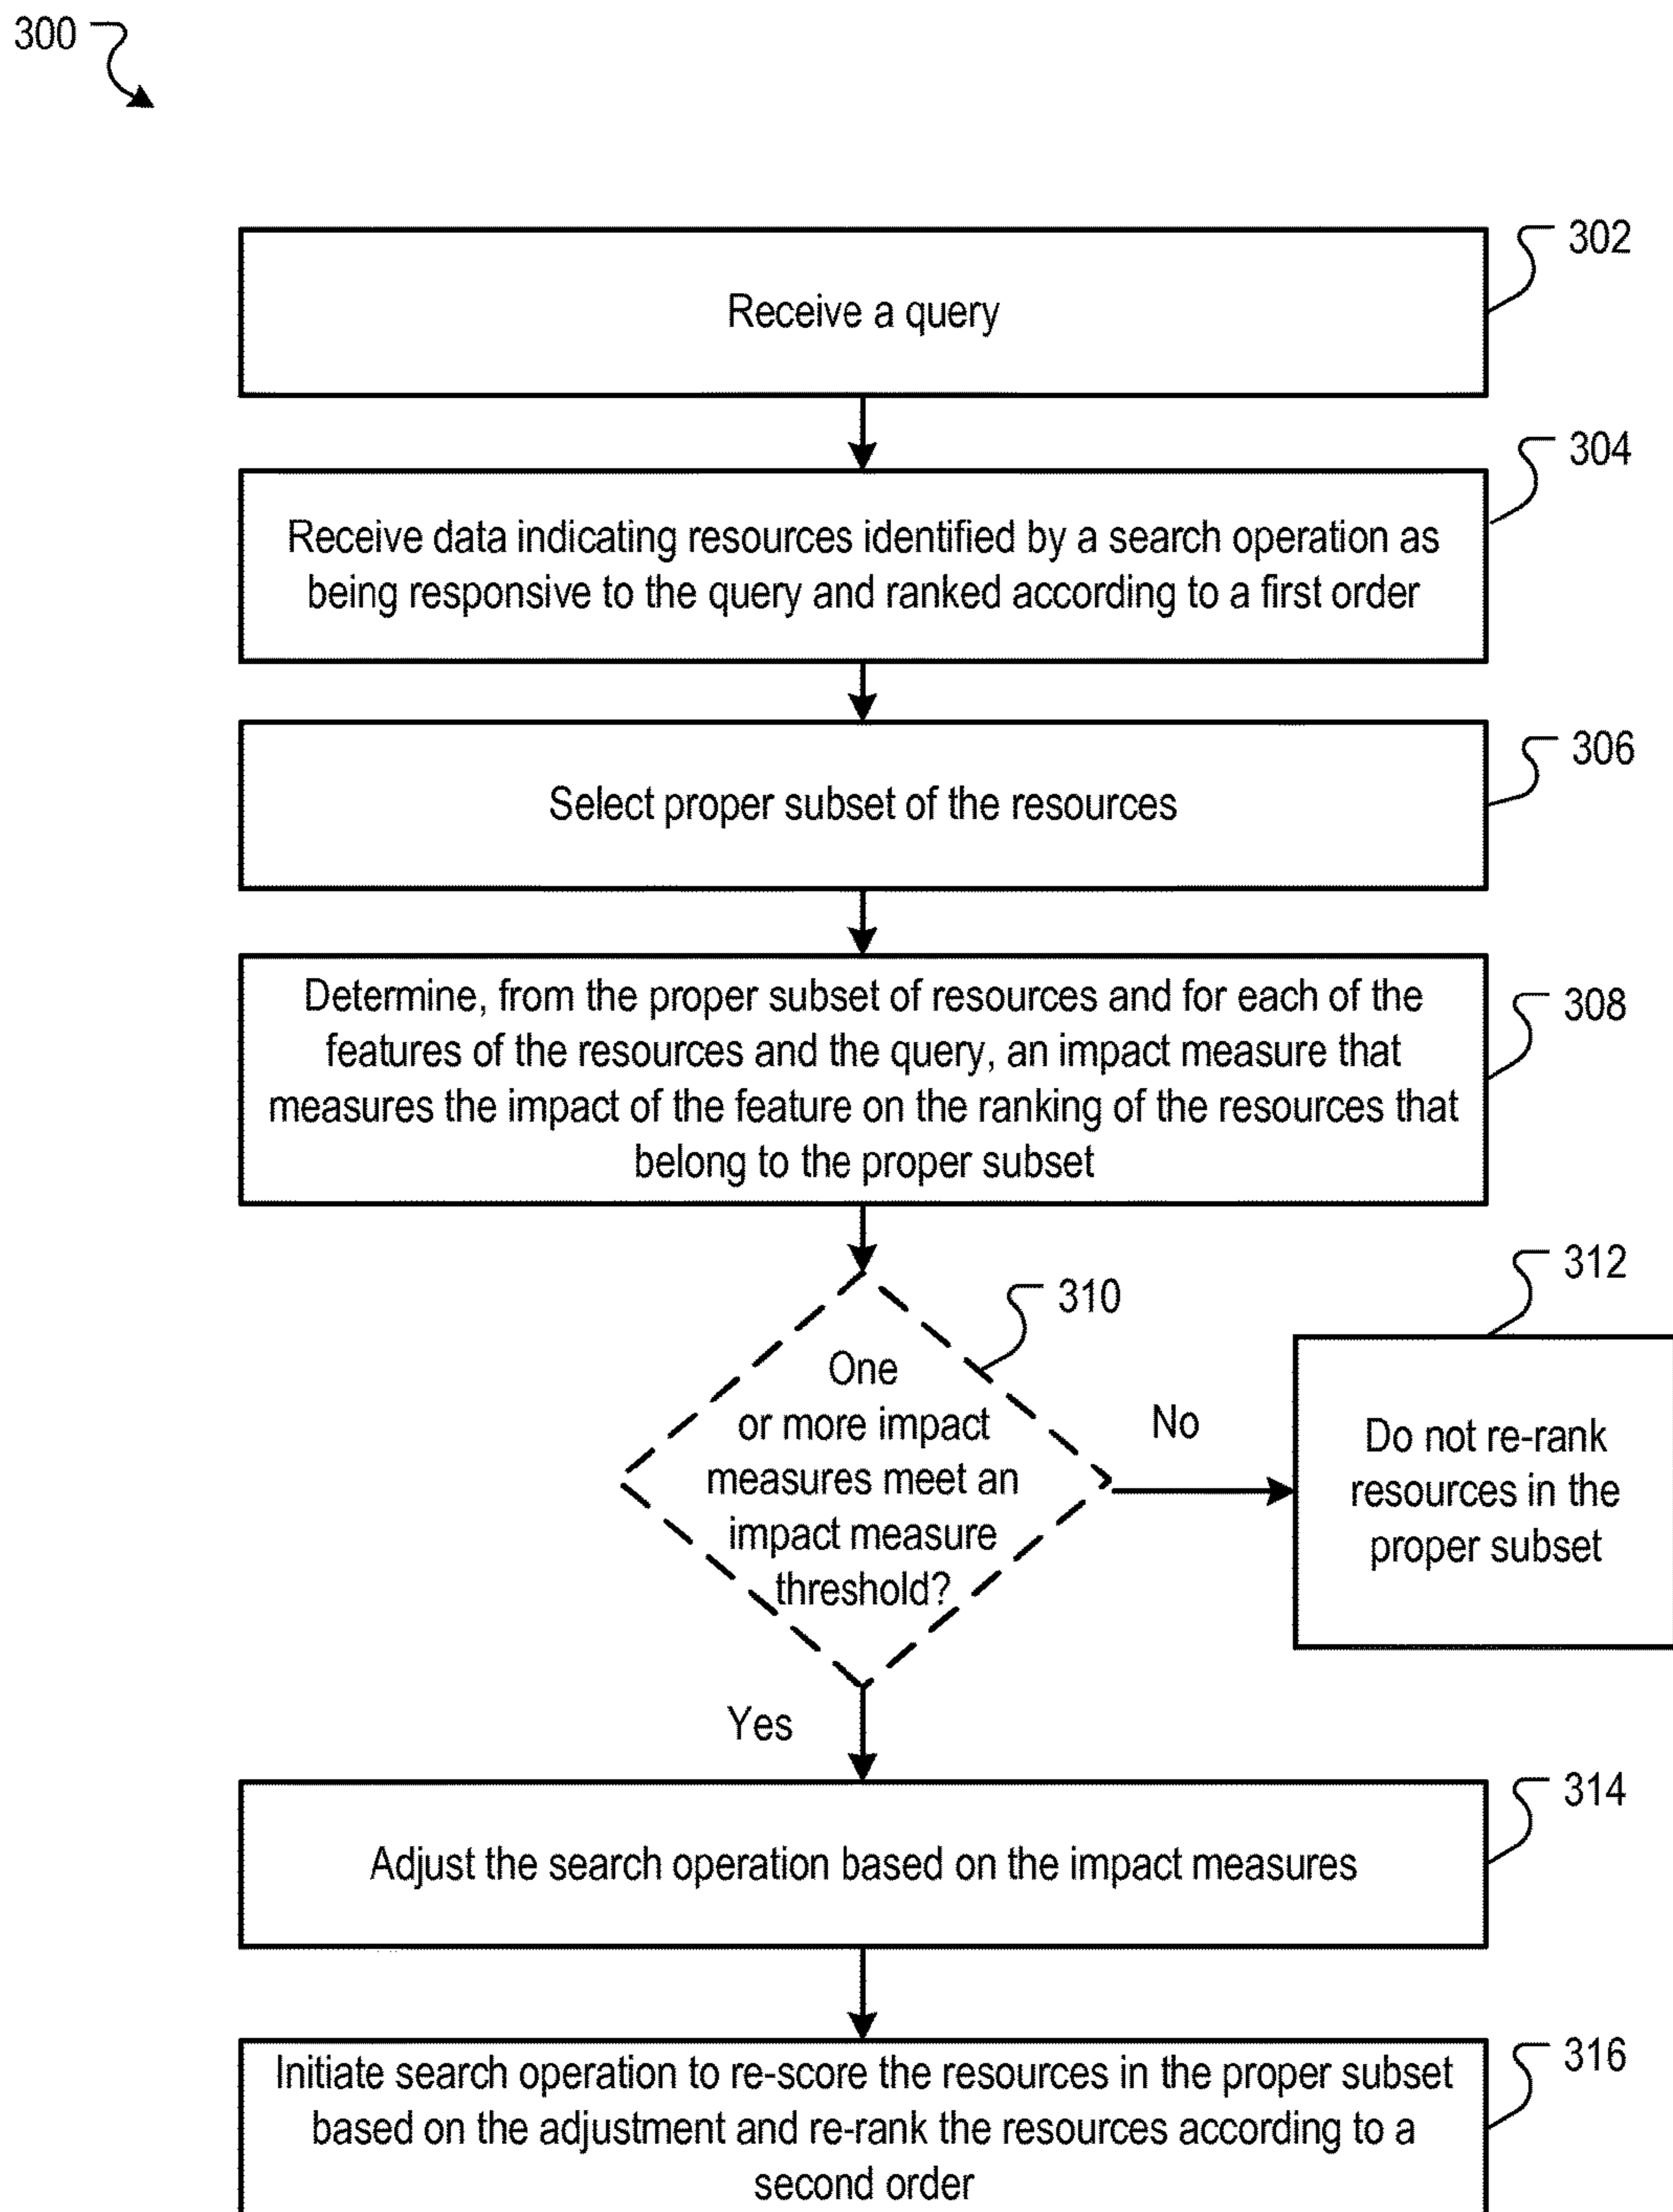 300
302
Receive a query
304
Receive data indicating resources identified by a search operation as
being responsive to the query and ranked according to a first order
306
Select proper subset of the resources
308
Determine, from the proper subset of resources and for each of the
features of the resources and the query, an impact measure that
measures the impact of the feature on the ranking of the resources that
belong to the proper subset
310
One
or more impact
measures meet an
impact measure
threshold?
No
312
Do not re-rank
resources in the
proper subset
Yes
314
Adjust the search operation based on the impact measures
316
Initiate search operation to re-score the resources in the proper subset
based on the adjustment and re-rank the resources according to a
second order